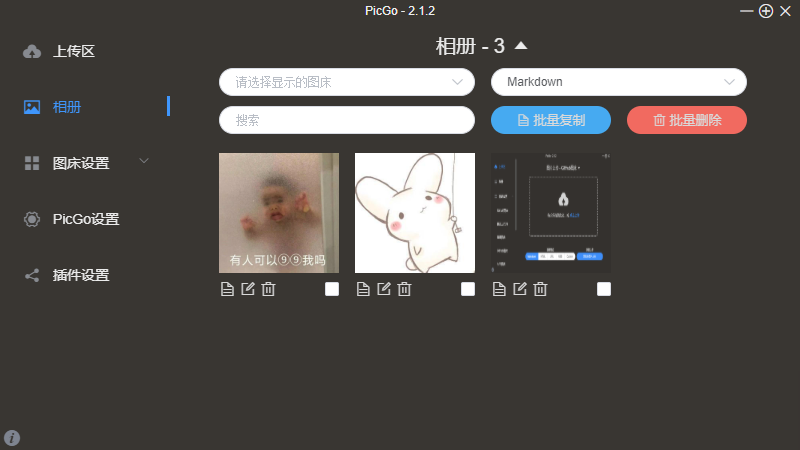 PicGo - 2.1.2
上传区
相册
图床设置
PicGo设置
插件设置
相册 - 3
请选择显示的图床
Markdown
搜索
批量复制
批量删除
有人可以⑨⑨我吗